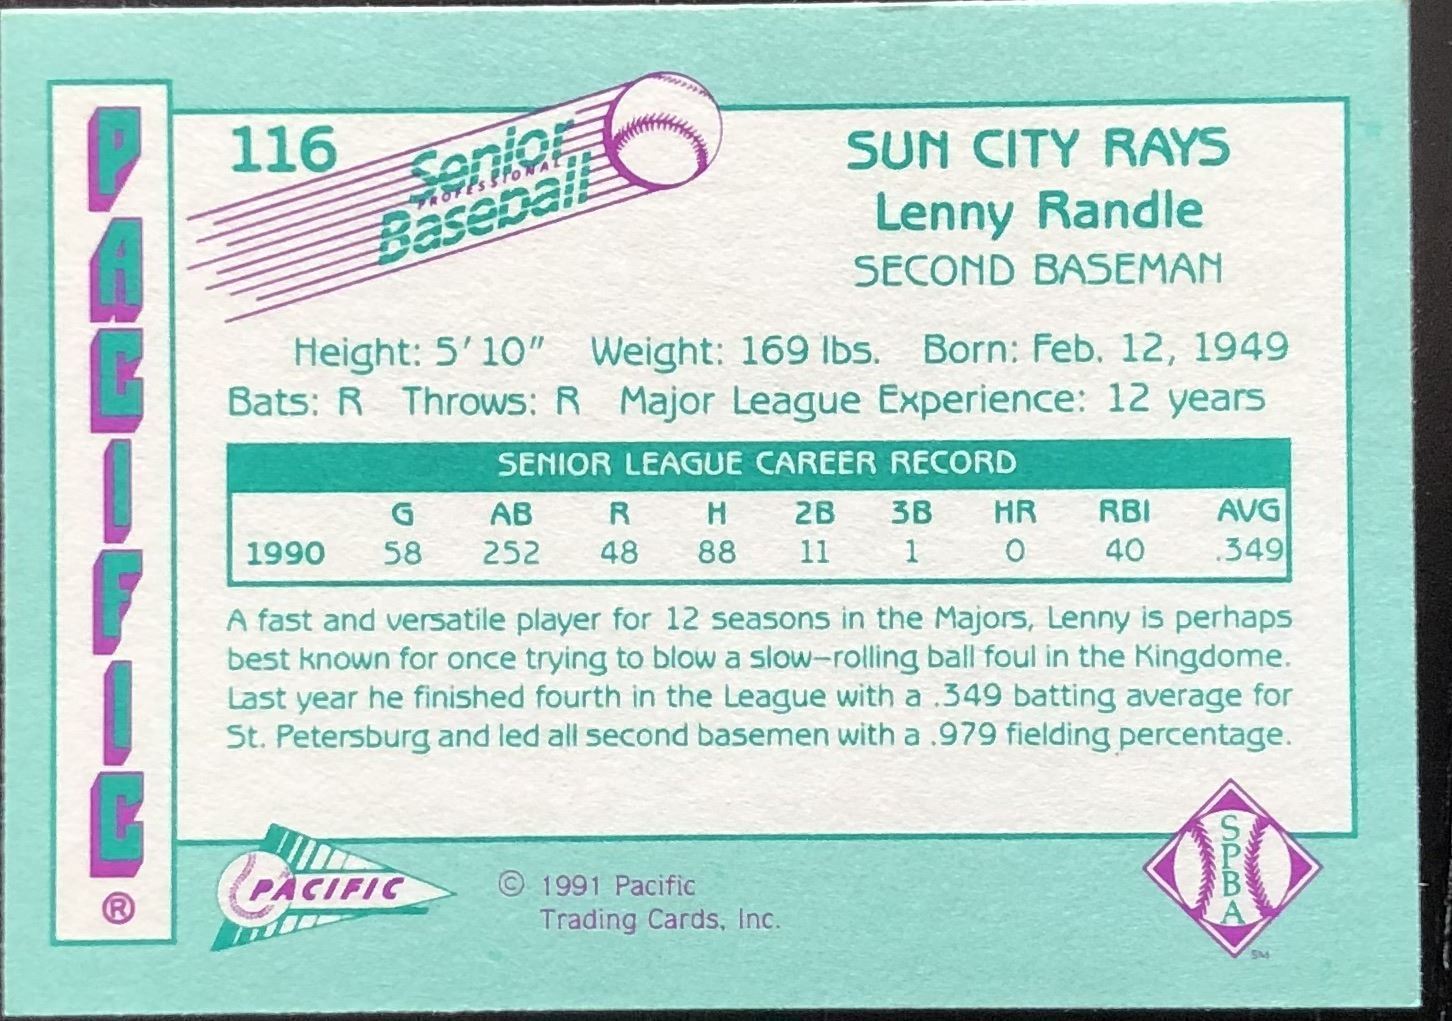 PACIFIC®
116
Senior
PROFESSIONAL
Baseball
SUN CITY RAYS
Lenny Randle
SECOND BASEMAN
Height: 5' 10" Weight: 169 lbs. Born: Feb. 12, 1949
Bats: R Throws: R Major League Experience: 12 years
SENIOR LEAGUE CAREER RECORD
G AB R H 2B 3B HR RBI AVG
1990 58 252 48 88 11 1 0 40 .349
A fast and versatile player for 12 seasons in the Majors, Lenny is perhaps
best known for once trying to blow a slow-rolling ball foul in the Kingdome.
Last year he finished fourth in the League with a .349 batting average for
St. Petersburg and led all second basemen with a .979 fielding percentage.
PACIFIC
© 1991 Pacific
Trading Cards, Inc.
SPBA
SM